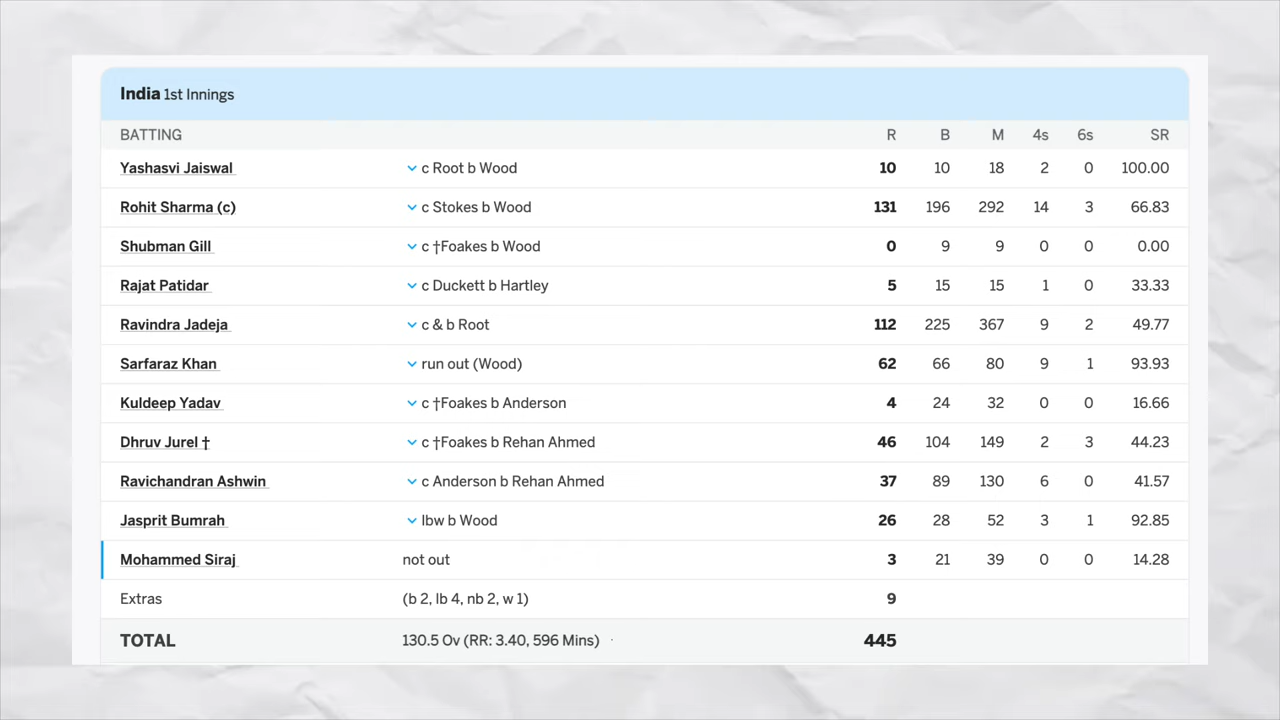 India 1st Innings
BATTING R B M 4s 6s SR
Yashasvi Jaiswal c Root b Wood 10 10 18 2 0 100.00
Rohit Sharma (c) c Stokes b Wood 131 196 292 14 3 66.83
Shubman Gill c †Foakes b Wood 0 9 9 0 0 0.00
Rajat Patidar c Duckett b Hartley 5 15 15 1 0 33.33
Ravindra Jadeja c & b Root 112 225 367 9 2 49.77
Sarfaraz Khan run out (Wood) 62 66 80 9 1 93.93
Kuldeep Yadav c †Foakes b Anderson 4 24 32 0 0 16.66
Dhruv Jurel † c †Foakes b Rehan Ahmed 46 104 149 2 3 44.23
Ravichandran Ashwin c Anderson b Rehan Ahmed 37 89 130 6 0 41.57
Jasprit Bumrah lbw b Wood 26 28 52 3 1 92.85
Mohammed Siraj not out 3 21 39 0 0 14.28
Extras (b 2, lb 4, nb 2, w 1) 9
TOTAL 130.5 Ov (RR: 3.40, 596 Mins) 445